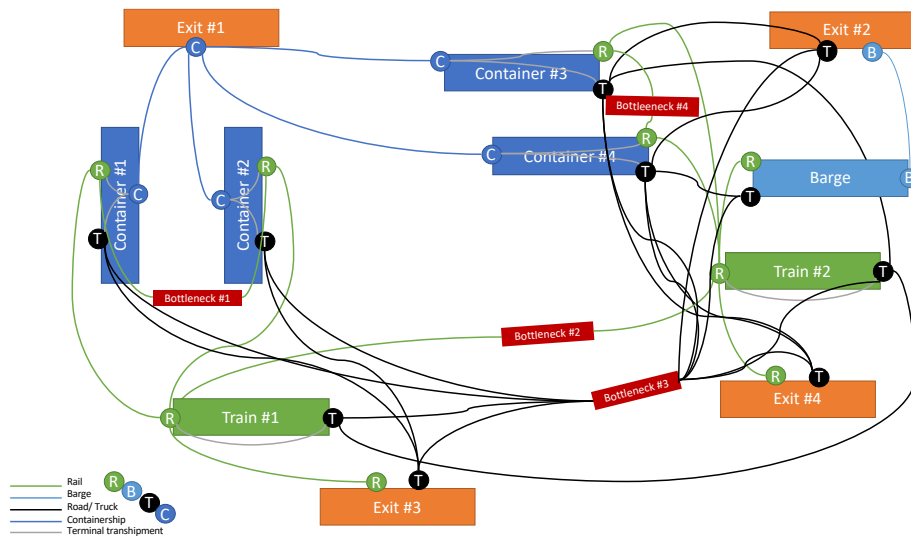 Exit #1
Exit #2
C
R
T
B
C
Container #3
T
Bottleeneck #4
R
C
Container #4
T
R
Container #1
C
T
Container #2
R
C
T
R
Barge
B
T
Bottleneck #1
R
Train #2
T
Bottleneck #2
Bottleneck #3
R
T
Exit #4
R
Train #1
T
R
T
Exit #3
Rail
Barge
Road/ Truck
Containership
Terminal transhipment
R
B
T
C